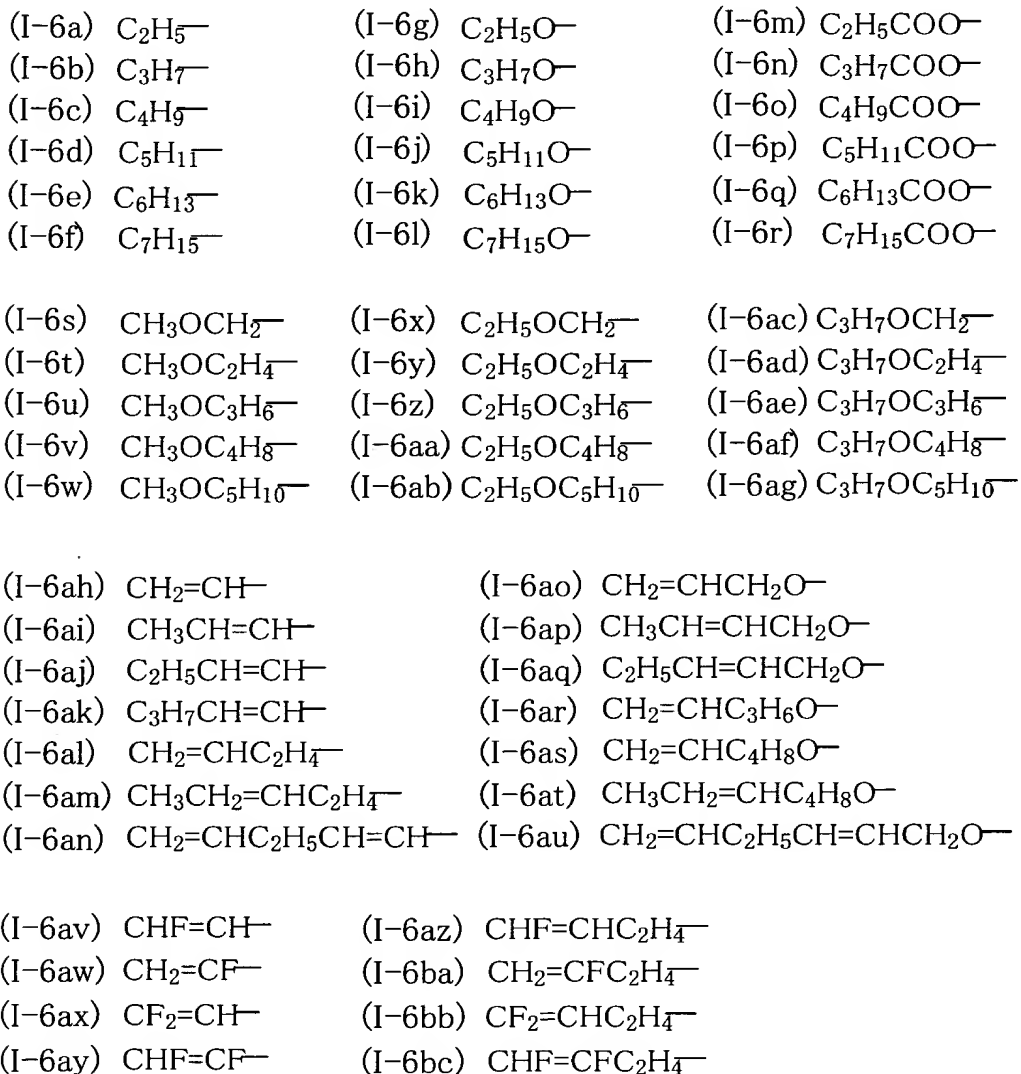 (I-6a) C₂H₅— (I-6g) C₂H₅O— (I-6m) C₂H₅COO—
(I-6b) C₃H₇— (I-6h) C₃H₇O— (I-6n) C₃H₇COO—
(I-6c) C₄H₉— (I-6i) C₄H₉O— (I-6o) C₄H₉COO—
(I-6d) C₅H₁₁— (I-6j) C₅H₁₁O— (I-6p) C₅H₁₁COO—
(I-6e) C₆H₁₃— (I-6k) C₆H₁₃O— (I-6q) C₆H₁₃COO—
(I-6f) C₇H₁₅— (I-6l) C₇H₁₅O— (I-6r) C₇H₁₅COO—
(I-6s) CH₃OCH₂— (I-6x) C₂H₅OCH₂— (I-6ac) C₃H₇OCH₂—
(I-6t) CH₃OC₂H₄— (I-6y) C₂H₅OC₂H₄— (I-6ad) C₃H₇OC₂H₄—
(I-6u) CH₃OC₃H₆— (I-6z) C₂H₅OC₃H₆— (I-6ae) C₃H₇OC₃H₆—
(I-6v) CH₃OC₄H₈— (I-6aa) C₂H₅OC₄H₈— (I-6af) C₃H₇OC₄H₈—
(I-6w) CH₃OC₅H₁₀— (I-6ab) C₂H₅OC₅H₁₀— (I-6ag) C₃H₇OC₅H₁₀—
(I-6ah) CH₂=CH— (I-6ao) CH₂=CHCH₂O—
(I-6ai) CH₃CH=CH— (I-6ap) CH₃CH=CHCH₂O—
(I-6aj) C₂H₅CH=CH— (I-6aq) C₂H₅CH=CHCH₂O—
(I-6ak) C₃H₇CH=CH— (I-6ar) CH₂=CHC₃H₆O—
(I-6al) CH₂=CHC₂H₄— (I-6as) CH₂=CHC₄H₈O—
(I-6am) CH₃CH₂=CHC₂H₄— (I-6at) CH₃CH₂=CHC₄H₈O—
(I-6an) CH₂=CHC₂H₅CH=CH— (I-6au) CH₂=CHC₂H₅CH=CHCH₂O—
(I-6av) CHF=CH— (I-6az) CHF=CHC₂H₄—
(I-6aw) CH₂=CF— (I-6ba) CH₂=CFC₂H₄—
(I-6ax) CF₂=CH— (I-6bb) CF₂=CHC₂H₄—
(I-6ay) CHF=CF— (I-6bc) CHF=CFC₂H₄—